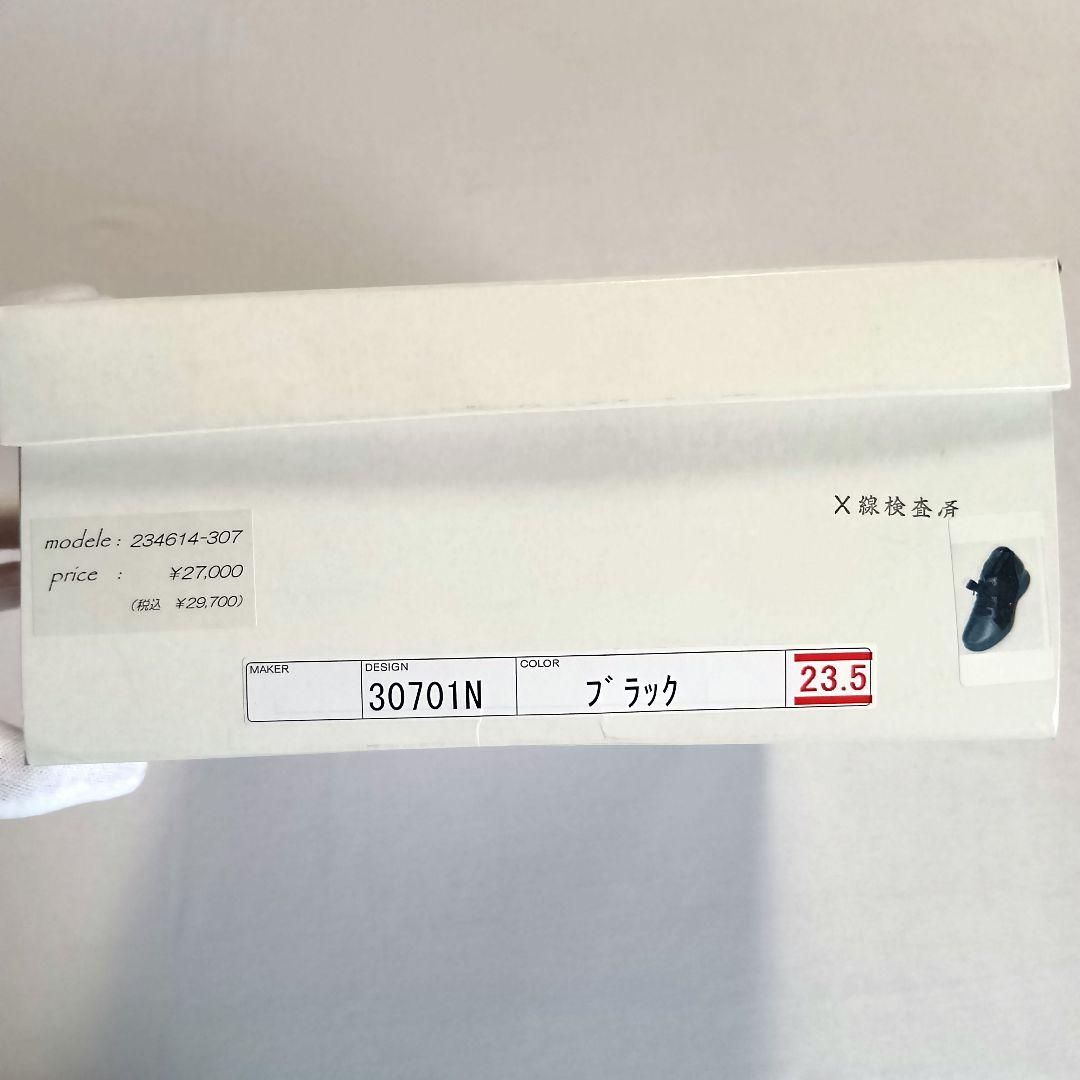 X線検査済
modele : 234614-307
price : ¥27,000
(税込 ¥29,700)
MAKER
DESIGN
30701N
COLOR
ブラック
23.5